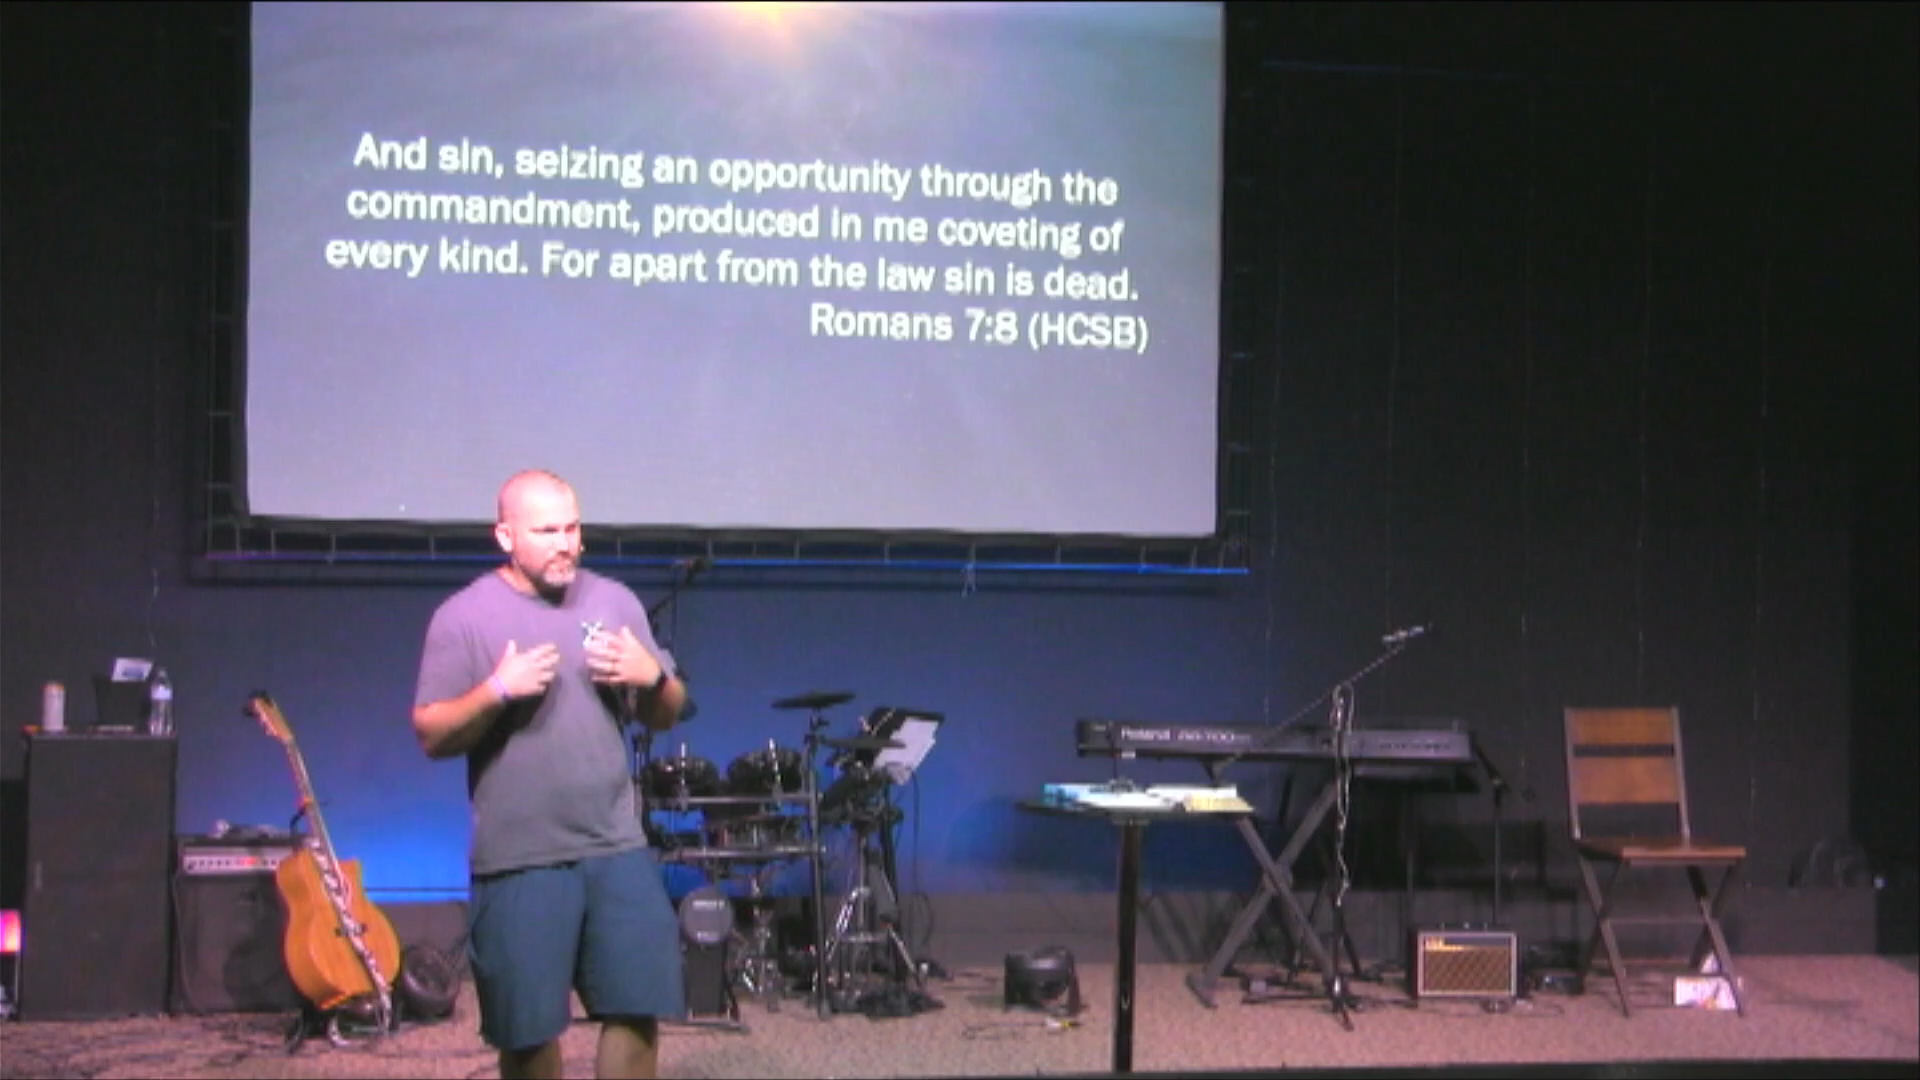 And sin, seizing an opportunity through the
commandment, produced in me coveting of
every kind. For apart from the law sin is dead.
Romans 7:8 (HCSB)
Roland